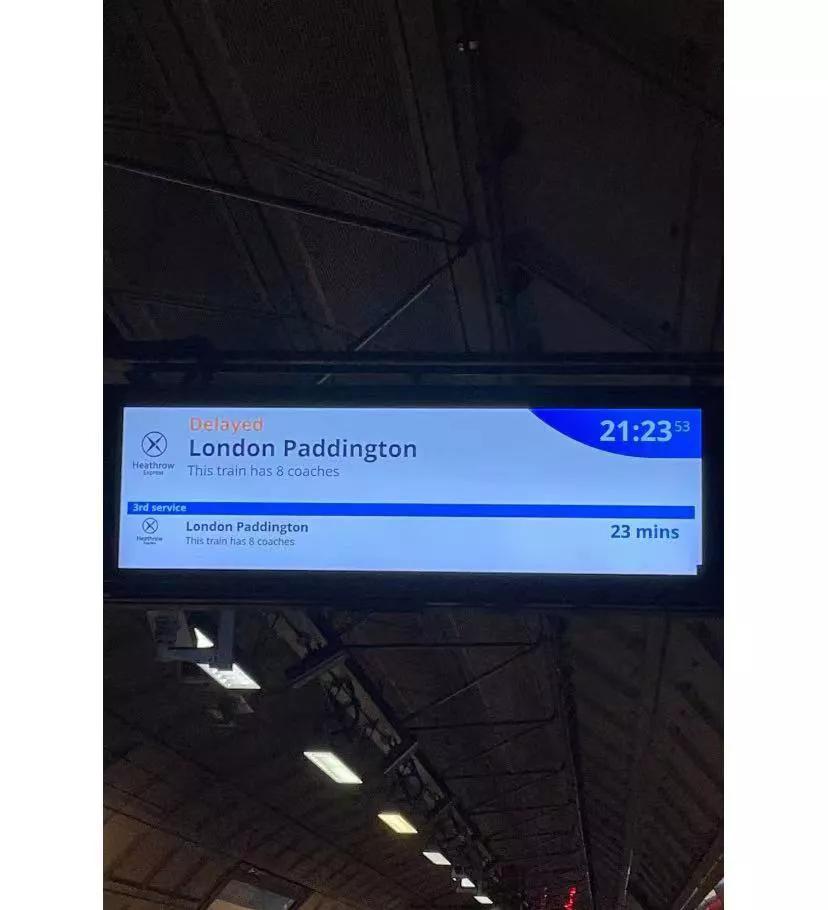 Delayed
21:23 53
London Paddington
Heathrow
Express
This train has 8 coaches
3rd service
London Paddington
23 mins
Heathrow
This train has 8 coaches